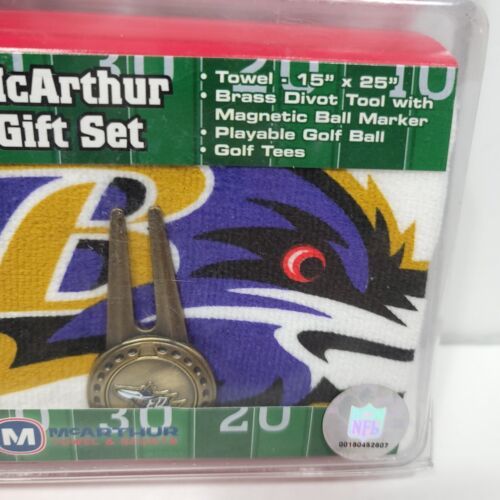 30 20 10
McArthur
Gift Set
• Towel - 15" x 25"
• Brass Divot Tool with
Magnetic Ball Marker
• Playable Golf Ball
• Golf Tees
B
30 20
M McARTHUR
TOWEL & SPORTS
NFL
00180452607